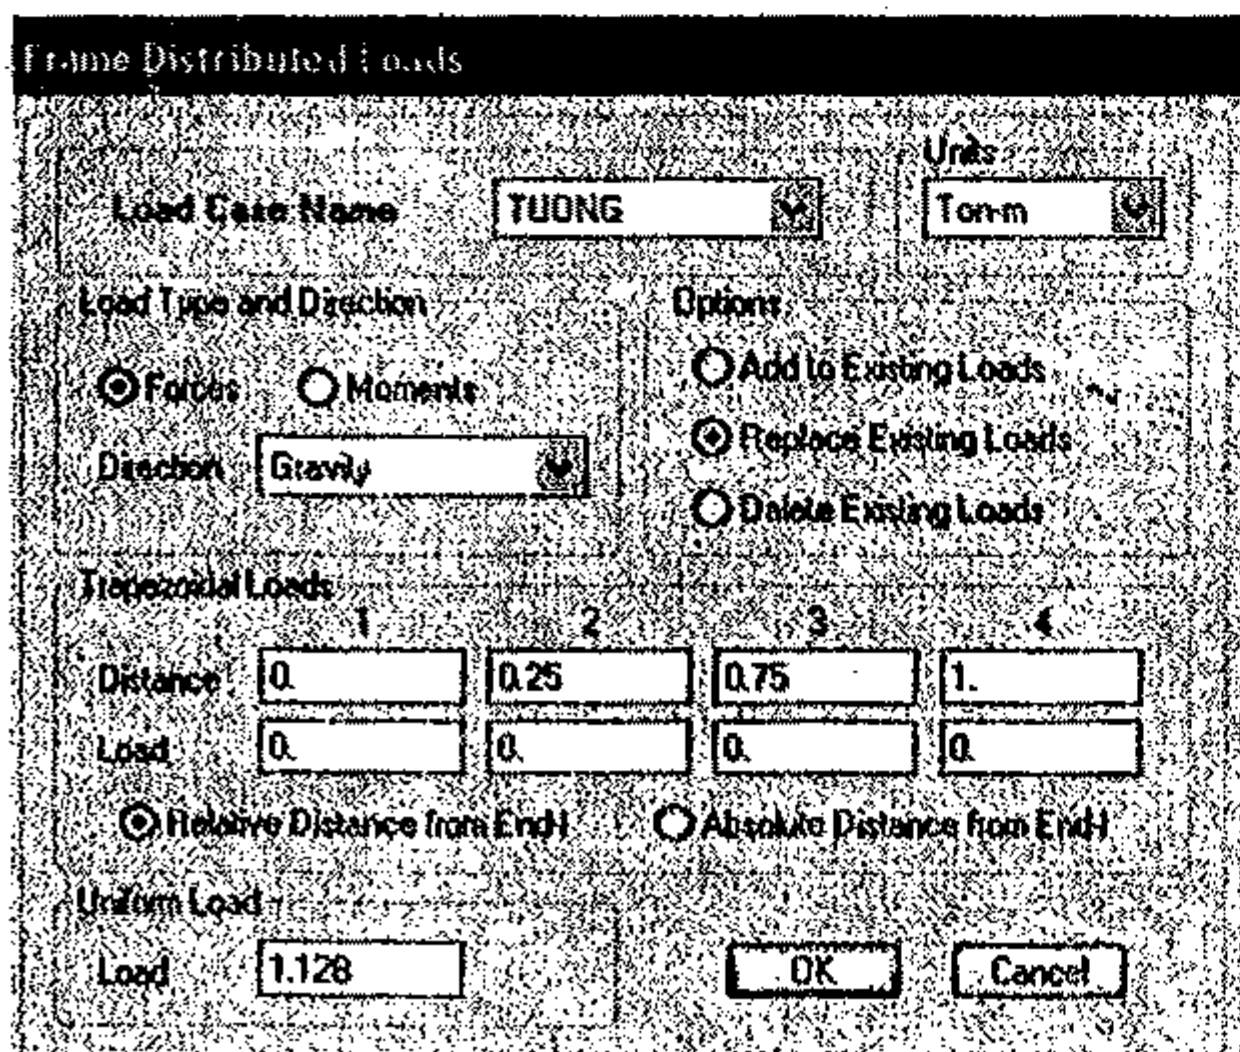 Frame Distributed Loads
Units
Load Case Name TUONG Ton-m
Load Type and Direction Options
Forces Moments Add to Existing Loads
Replace Existing Loads
Direction Gravity
Delete Existing Loads
Trapezoidal Loads
1 2 3 4
Distance 0. 0.25 0.75 1.
Load 0. 0. 0. 0.
Relative Distance from End-I Absolute Distance from End-I
Uniform Load
Load 1.128 OK Cancel